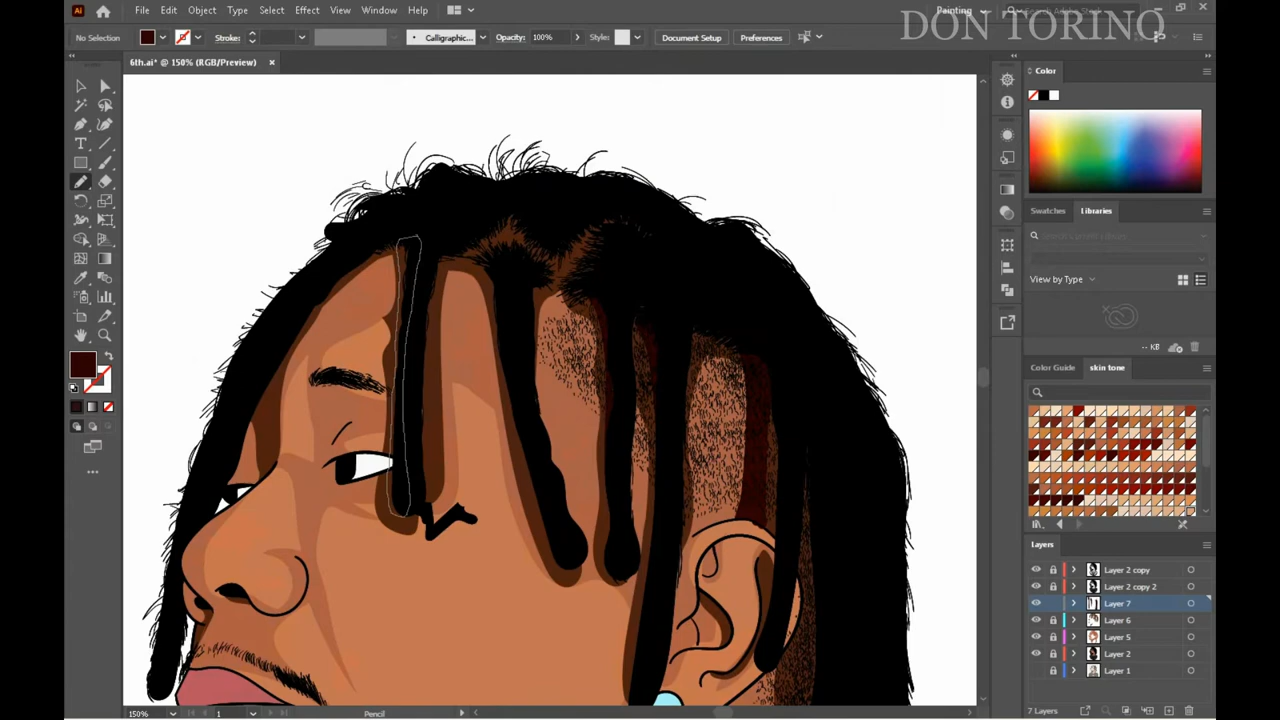 Ai File Edit Object Type Select Effect View Window Help Painting
DON TORINO
No Selection Stroke: Calligraphic... Opacity: 100% Style: Document Setup Preferences
6th.ai* @ 150% (RGB/Preview)
Color
Swatches Libraries
View by Type
-- KB
Color Guide skin tone
Layers
Layer 2 copy
Layer 2 copy 2
Layer 7
Layer 6
Layer 5
Layer 2
Layer 1
7 Layers
150% 1 Pencil